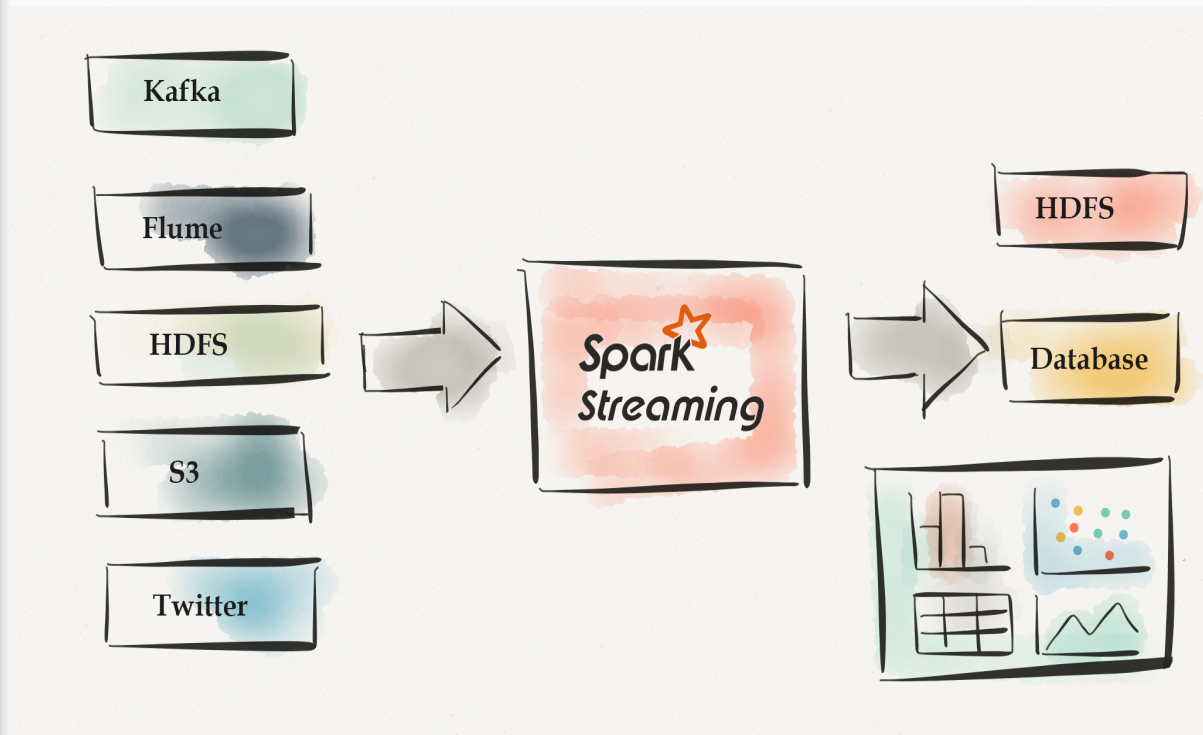 Kafka
Flume
HDFS
S3
Twitter
Spark
Streaming
HDFS
Database